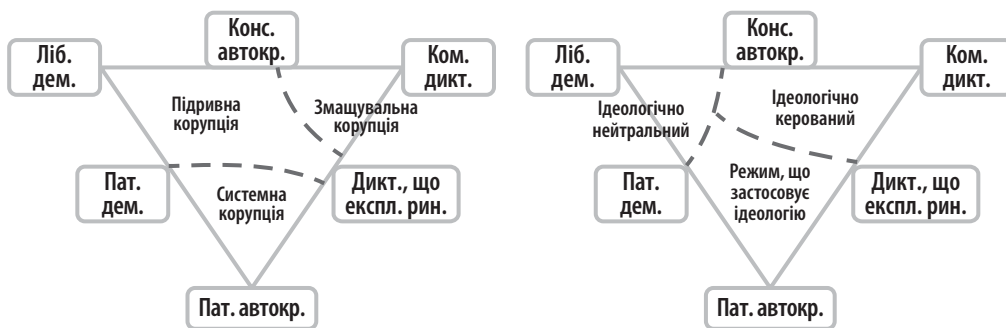 Конс.
автокр.
Ліб.
дем.
Ком.
дикт.
Підривна
корупція
Змащувальна
корупція
Пат.
дем.
Системна
корупція
Дикт., що
експл. рин.
Пат. автокр.
Конс.
автокр.
Ліб.
дем.
Ком.
дикт.
Ідеологічно
нейтральний
Ідеологічно
керований
Пат.
дем.
Режим, що
застосовує
ідеологію
Дикт., що
експл. рин.
Пат. автокр.